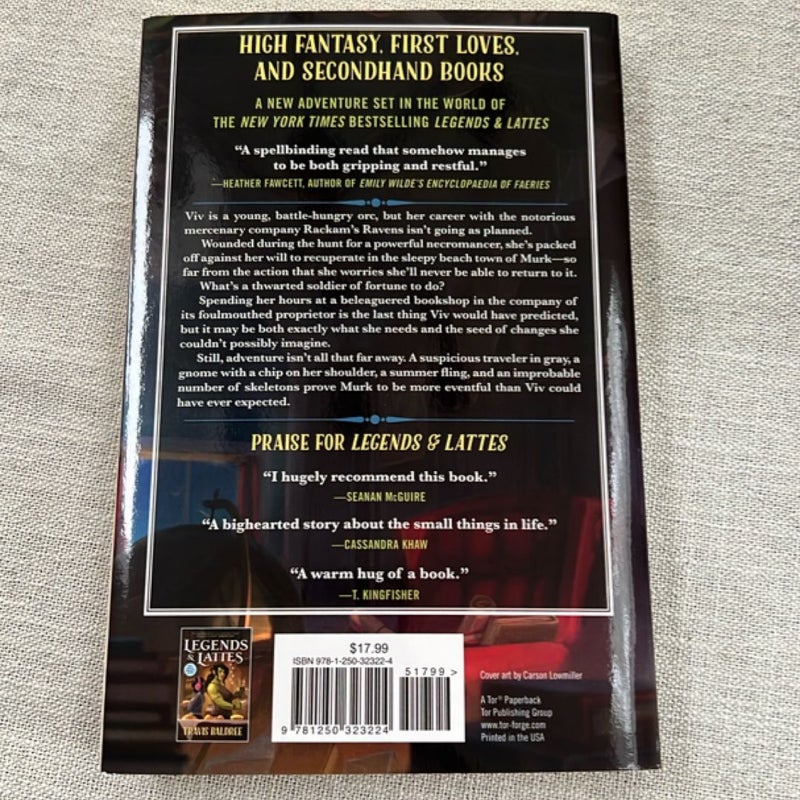 HIGH FANTASY, FIRST LOVES,
AND SECONDHAND BOOKS
A NEW ADVENTURE SET IN THE WORLD OF
THE NEW YORK TIMES BESTSELLING LEGENDS & LATTES
“A spellbinding read that somehow manages
to be both gripping and restful.”
—HEATHER FAWCETT, AUTHOR OF EMILY WILDE'S ENCYCLOPAEDIA OF FAERIES
Viv is a young, battle-hungry orc, but her career with the notorious
mercenary company Rackam's Ravens isn't going as planned.
Wounded during the hunt for a powerful necromancer, she's packed
off against her will to recuperate in the sleepy beach town of Murk—so
far from the action that she worries she'll never be able to return to it.
What's a thwarted soldier of fortune to do?
Spending her hours at a beleaguered bookshop in the company of
its foulmouthed proprietor is the last thing Viv would have predicted,
but it may be both exactly what she needs and the seed of changes she
couldn't possibly imagine.
Still, adventure isn't all that far away. A suspicious traveler in gray, a
gnome with a chip on her shoulder, a summer fling, and an improbable
number of skeletons prove Murk to be more eventful than Viv could
have ever expected.
PRAISE FOR LEGENDS & LATTES
“I hugely recommend this book.”
—SEANAN McGUIRE
“A bighearted story about the small things in life.”
—CASSANDRA KHAW
“A warm hug of a book.”
—T. KINGFISHER
LEGENDS
& LATTES
TRAVIS BALDREE
$17.99
ISBN 978-1-250-32322-4
51799 >
9 781250 323224
Cover art by Carson Lowmiller
A Tor® Paperback
Tor Publishing Group
www.tor-forge.com
Printed in the USA